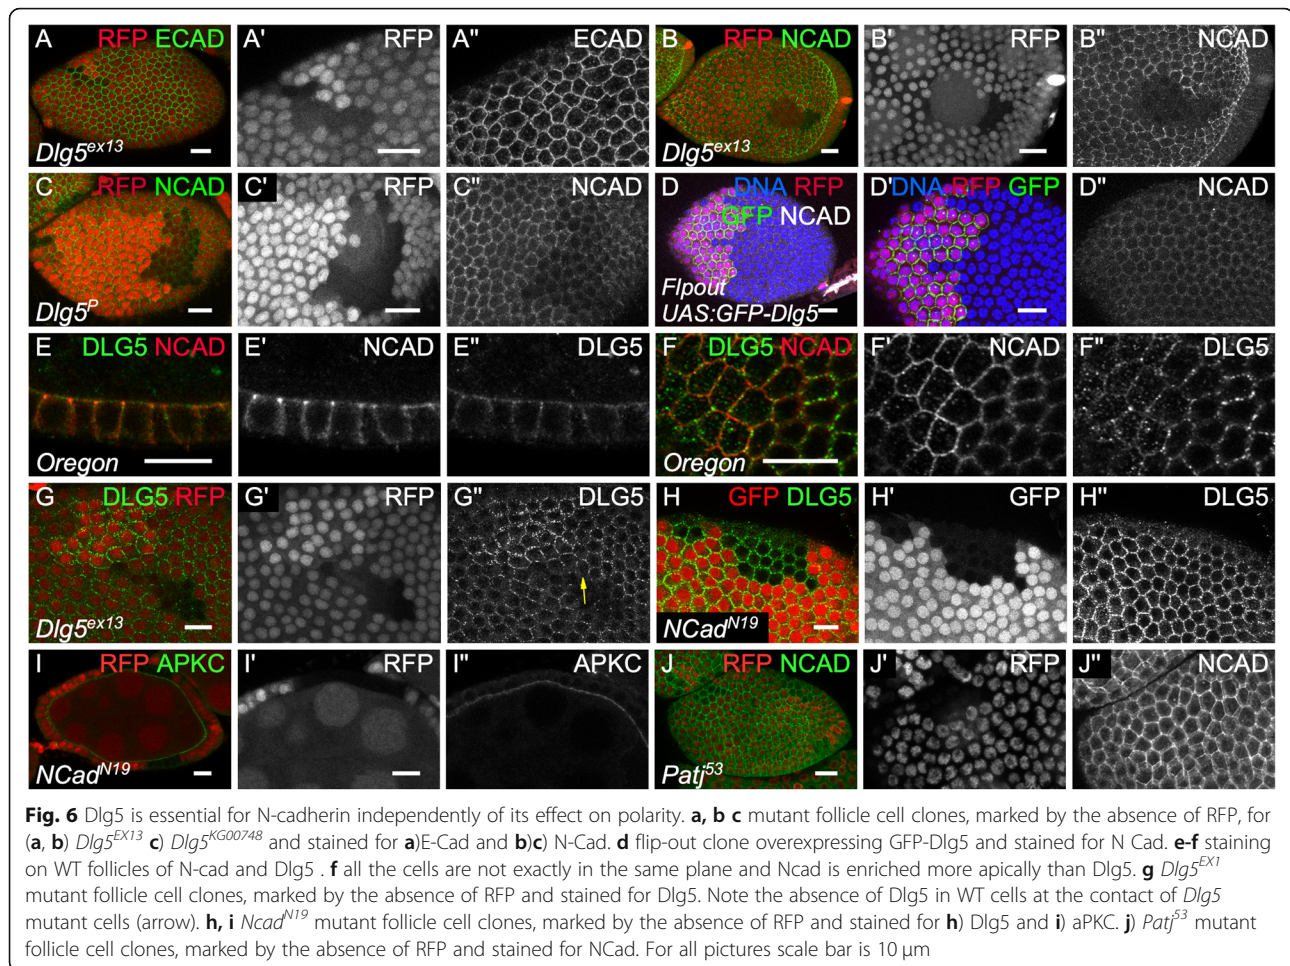 A RFP ECAD A' RFP A" ECAD B RFP NCAD B' RFP B" NCAD
Dlg5ex13 Dlg5ex13
C RFP NCAD C' RFP C" NCAD D DNA RFP D' DNA RFP GFP D" NCAD
GFP NCAD
Dlg5P Flpout
UAS:GFP-Dlg5
E DLG5 NCAD E' NCAD E" DLG5 F DLG5 NCAD F' NCAD F" DLG5
Oregon Oregon
G DLG5 RFP G' RFP G" DLG5 H GFP DLG5 H' GFP H" DLG5
Dlg5ex13 NCadN19
I RFP APKC I' RFP I" APKC J RFP NCAD J' RFP J" NCAD
NCadN19 Patj53
Fig. 6 Dlg5 is essential for N-cadherin independently of its effect on polarity. a, b c mutant follicle cell clones, marked by the absence of RFP, for
(a, b) Dlg5EX13 c) Dlg5KG00748 and stained for a)E-Cad and b)c) N-Cad. d flip-out clone overexpressing GFP-Dlg5 and stained for N Cad. e-f staining
on WT follicles of N-cad and Dlg5 . f all the cells are not exactly in the same plane and Ncad is enriched more apically than Dlg5. g Dlg5EX1
mutant follicle cell clones, marked by the absence of RFP and stained for Dlg5. Note the absence of Dlg5 in WT cells at the contact of Dlg5
mutant cells (arrow). h, i NcadN19 mutant follicle cell clones, marked by the absence of RFP and stained for h) Dlg5 and i) aPKC. j) Patj53 mutant
follicle cell clones, marked by the absence of RFP and stained for NCad. For all pictures scale bar is 10 μm